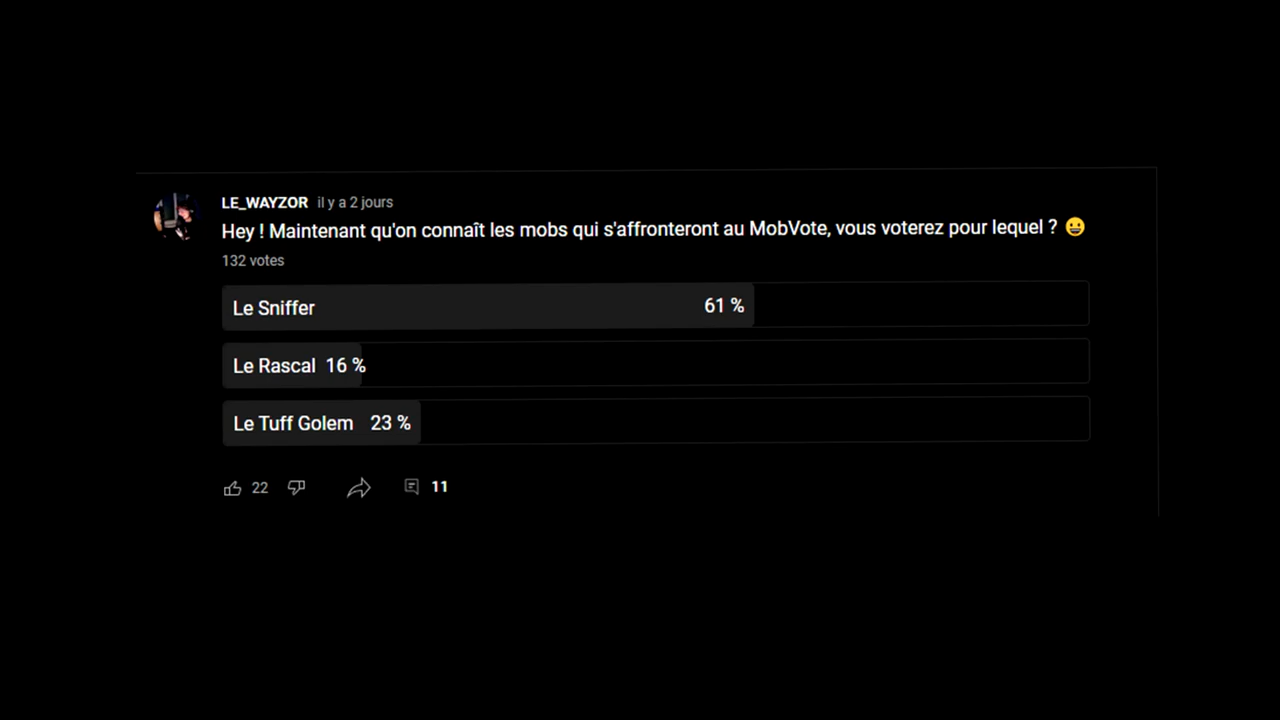 LE_WAYZOR il y a 2 jours
Hey ! Maintenant qu'on connaît les mobs qui s'affronteront au MobVote, vous voterez pour lequel ? 😀
132 votes
Le Sniffer 61 %
Le Rascal 16 %
Le Tuff Golem 23 %
22 11